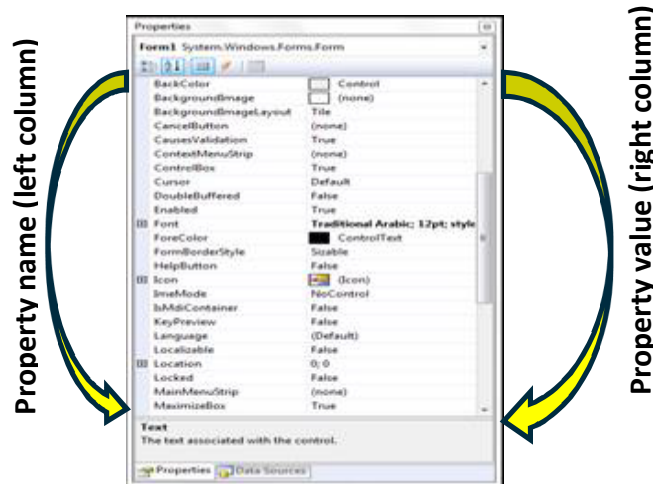 Property name (left column)
Properties
Form1 System.Windows.Forms.Form
BackColor Control
BackgroundImage (none)
BackgroundImageLayout Tile
CancelButton (none)
CausesValidation True
ContextMenuStrip (none)
ControlBox True
Cursor Default
DoubleBuffered False
Enabled True
Font Traditional Arabic; 12pt; style
ForeColor ControlText
FormBorderStyle Sizable
HelpButton False
Icon (Icon)
ImeMode NoControl
IsMdiContainer False
KeyPreview False
Language (Default)
Localizable False
Location 0; 0
Locked False
MainMenuStrip (none)
MaximizeBox True
Text
The text associated with the control.
Properties Data Sources
Property value (right column)